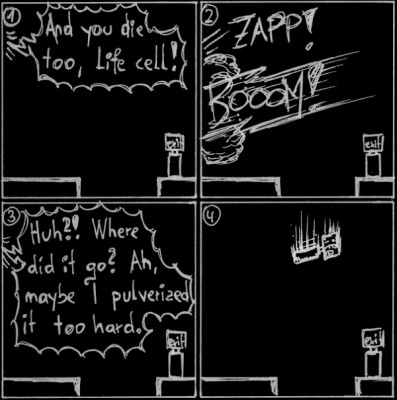 1
And you die
too, Life cell!
exit
2
ZAPP!
BOOOM!
exit
3
Huh?! Where
did it go? Ah,
maybe I pulverized
it too hard.
exit
4
exit